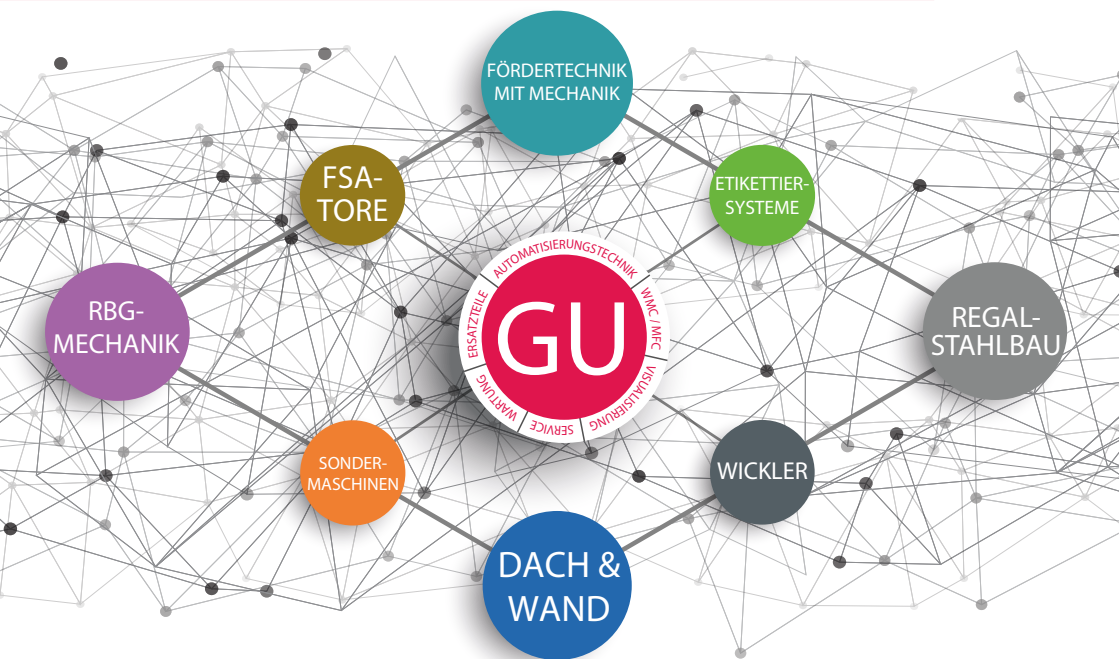 FÖRDERTECHNIK
MIT MECHANIK
FSA-
TORE
ETIKETTIER-
SYSTEME
AUTOMATISIERUNGSTECHNIK
WMC / MFC
VISUALISIERUNG
SERVICE
WARTUNG
ERSATZTEILE
GU
RBG-
MECHANIK
REGAL-
STAHLBAU
SONDER-
MASCHINEN
WICKLER
DACH &
WAND